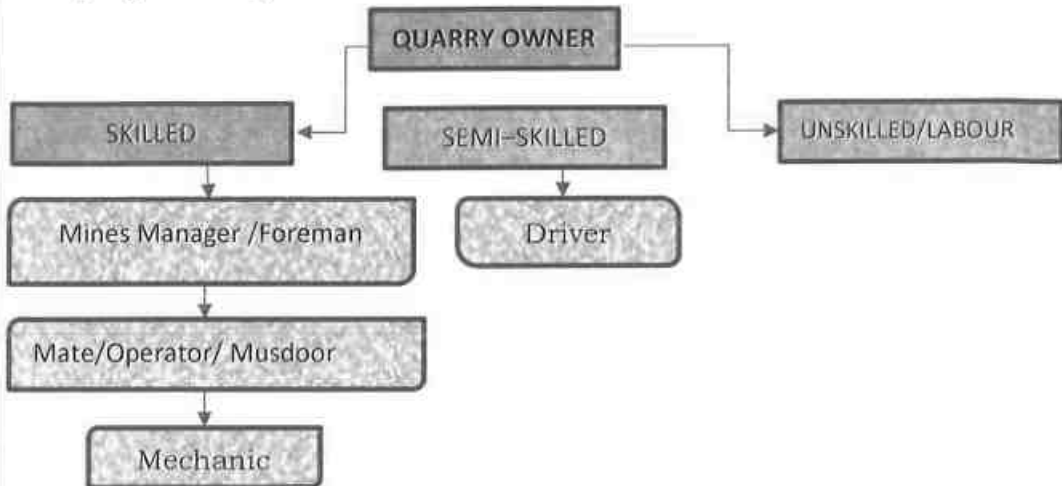 QUARRY OWNER
SKILLED
SEMI–SKILLED
UNSKILLED/LABOUR
Mines Manager /Foreman
Driver
Mate/Operator/ Musdoor
Mechanic